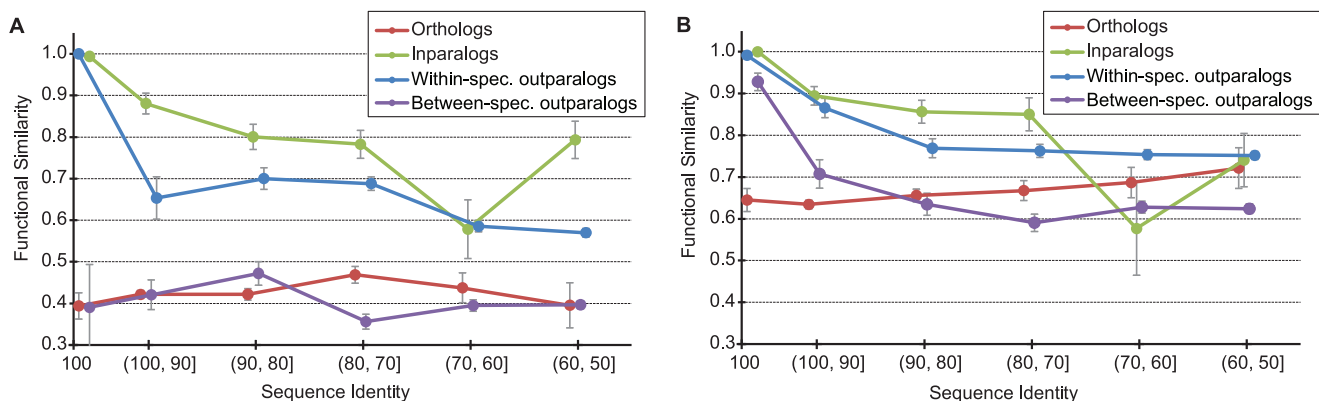 A
Orthologs
Inparalogs
Within-spec. outparalogs
Between-spec. outparalogs
Functional Similarity
1.0
0.9
0.8
0.7
0.6
0.5
0.4
0.3
100
(100, 90]
(90, 80]
(80, 70]
(70, 60]
(60, 50]
Sequence Identity
B
Orthologs
Inparalogs
Within-spec. outparalogs
Between-spec. outparalogs
Functional Similarity
1.0
0.9
0.8
0.7
0.6
0.5
0.4
0.3
100
(100, 90]
(90, 80]
(80, 70]
(70, 60]
(60, 50]
Sequence Identity